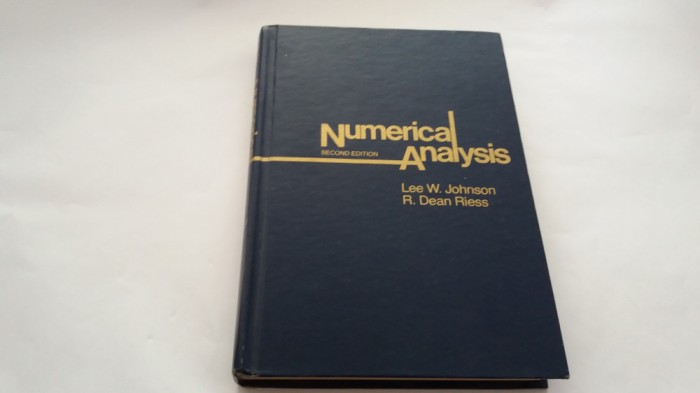 Numerical
SECOND EDITION
Analysis
Lee W. Johnson
R. Dean Riess